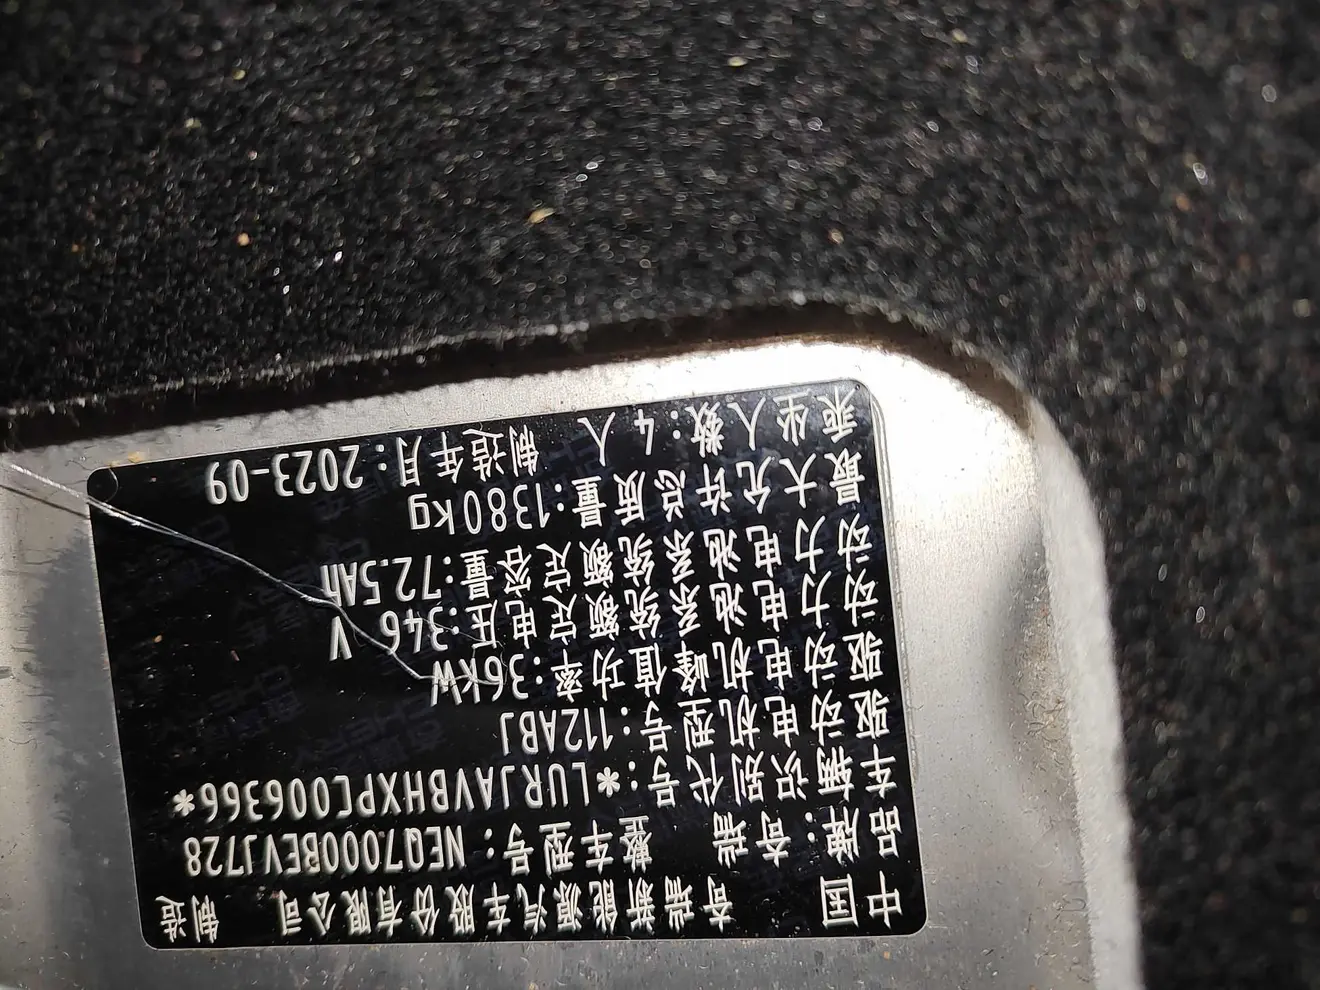 中国 奇瑞新能源汽车股份有限公司 制造
品牌：奇瑞 整车型号：NEQ7000BEVJ728
车辆识别代号：*LURJAVBHXPC006366*
驱动电机型号：112ABJ
驱动电机峰值功率：36kW
动力电池系统额定电压：346 V
动力电池系统额定容量：72.5Ah
最大允许总质量：1380kg
乘坐人数：4 人 制造年月：2023-09